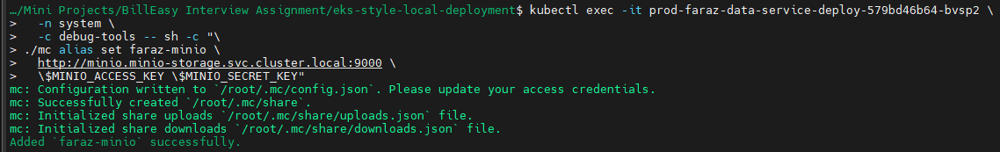 …/Mini Projects/BillEasy Interview Assignment/eks-style-local-deployment$ kubectl exec -it prod-faraz-data-service-deploy-579bd46b64-bvsp2 \
>   -n system \
>   -c debug-tools -- sh -c "\
> ./mc alias set faraz-minio \
>   http://minio.minio-storage.svc.cluster.local:9000 \
>   \$MINIO_ACCESS_KEY \$MINIO_SECRET_KEY"
mc: Configuration written to `/root/.mc/config.json`. Please update your access credentials.
mc: Successfully created `/root/.mc/share`.
mc: Initialized share uploads `/root/.mc/share/uploads.json` file.
mc: Initialized share downloads `/root/.mc/share/downloads.json` file.
Added `faraz-minio` successfully.